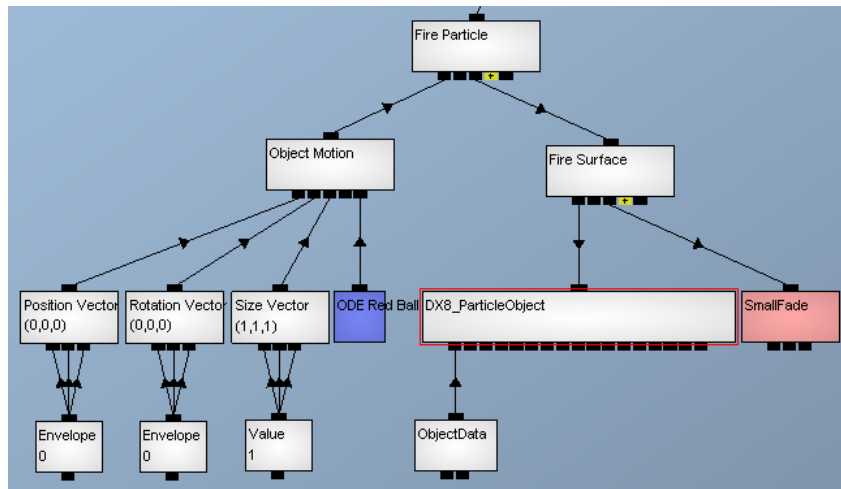 Fire Particle
+
Object Motion
Fire Surface
+
Position Vector
(0,0,0)
Rotation Vector
(0,0,0)
Size Vector
(1,1,1)
ODE Red Ball
DX8_ParticleObject
SmallFade
Envelope
0
Envelope
0
Value
1
ObjectData